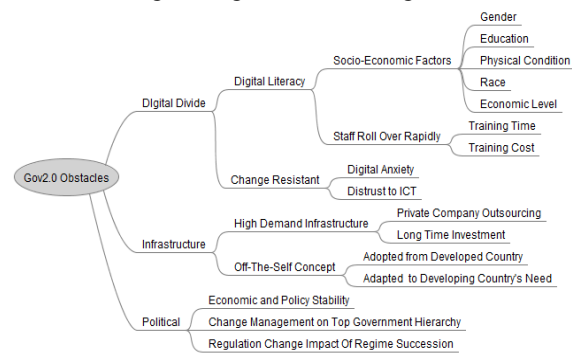 Gov2.0 Obstacles
DIgital Divide
Digital Literacy
Socio-Economic Factors
Gender
Education
Physical Condition
Race
Economic Level
Staff Roll Over Rapidly
Training Time
Training Cost
Change Resistant
Digital Anxiety
Distrust to ICT
Infrastructure
High Demand Infrastructure
Private Company Outsourcing
Long Time Investment
Off-The-Self Concept
Adopted from Developed Country
Adapted to Developing Country's Need
Political
Economic and Policy Stability
Change Management on Top Government Hierarchy
Regulation Change Impact Of Regime Succession